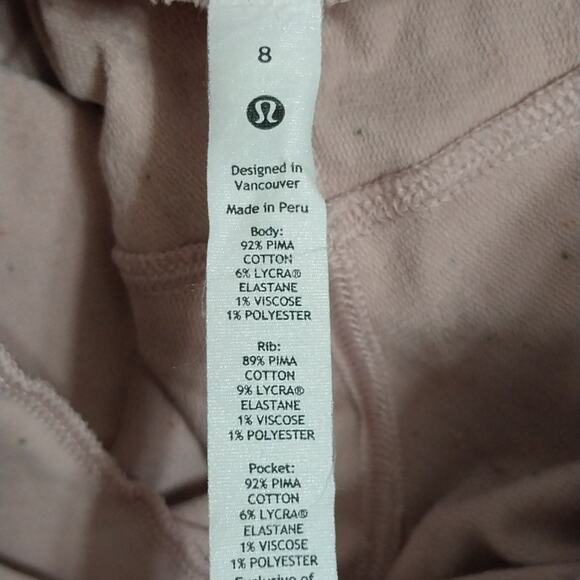 8
Designed in
Vancouver
Made in Peru
Body:
92% PIMA
COTTON
6% LYCRA®
ELASTANE
1% VISCOSE
1% POLYESTER
Rib:
89% PIMA
COTTON
9% LYCRA®
ELASTANE
1% VISCOSE
1% POLYESTER
Pocket:
92% PIMA
COTTON
6% LYCRA®
ELASTANE
1% VISCOSE
1% POLYESTER
Exclusive of